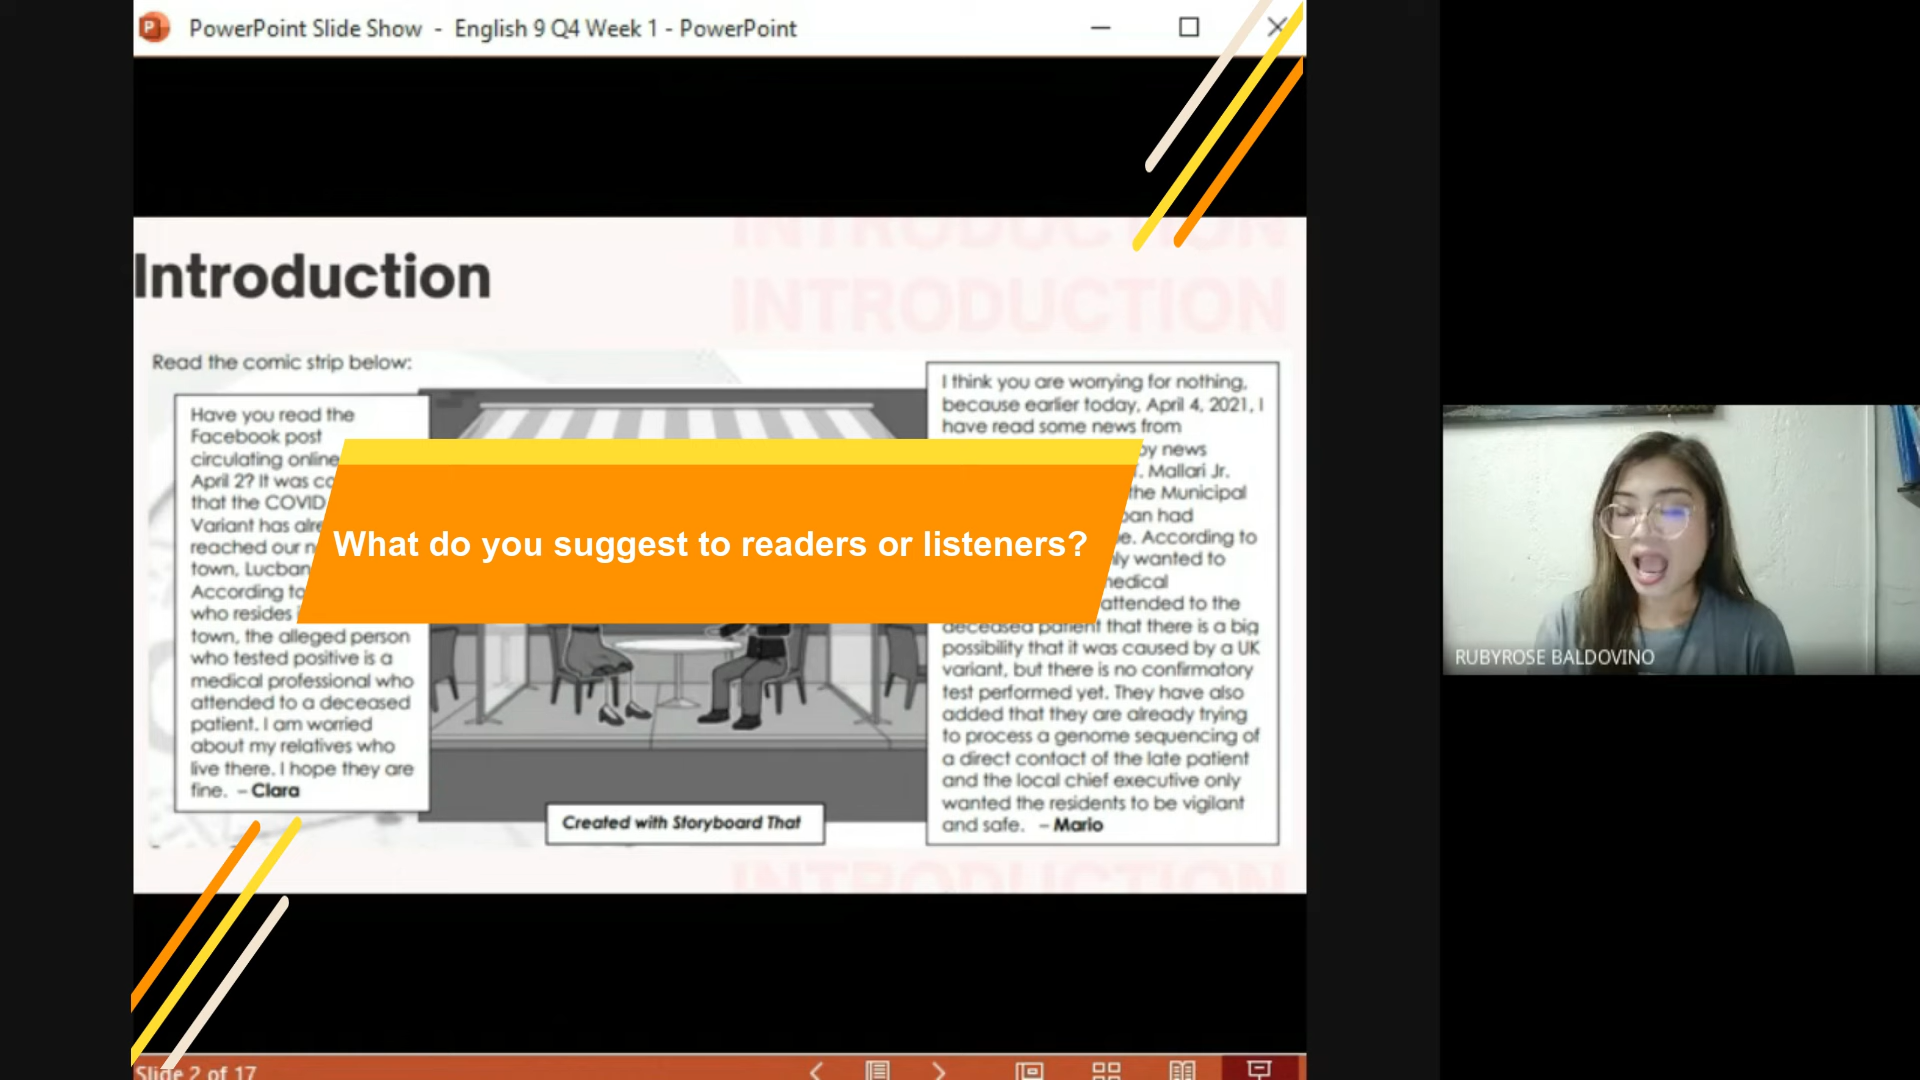 PowerPoint Slide Show - English 9 Q4 Week 1 - PowerPoint
INTRODUCTION
Introduction
INTRODUCTION
Read the comic strip below:
Have you read the
Facebook post
circulating online
April 2? It was
that the COVID
Variant has
reached our
town, Lucban
According to
who resides
town, the alleged person
who tested positive is a
medical professional who
attended to a deceased
patient. I am worried
about my relatives who
live there. I hope they are
fine. – Clara
What do you suggest to readers or listeners?
Created with Storyboard That
I think you are worrying for nothing,
because earlier today, April 4, 2021, I
have read some news from
by news
Mallari Jr.
the Municipal
had
According to
wanted to
medical
attended to the
deceased patient that there is a big
possibility that it was caused by a UK
variant, but there is no confirmatory
test performed yet. They have also
added that they are already trying
to process a genome sequencing of
a direct contact of the late patient
and the local chief executive only
wanted the residents to be vigilant
and safe. – Mario
INTRODUCTION
RUBYROSE BALDOVINO
Slide 2 of 17